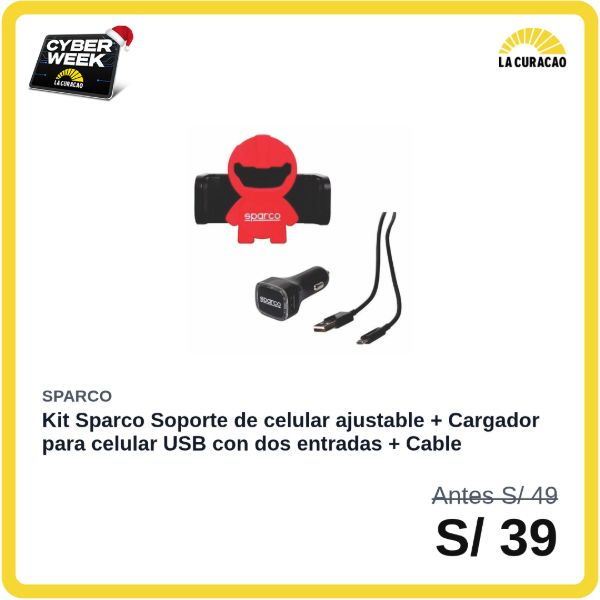 CYBER
WEEK
LA CURACAO
LA CURACAO
sparco
sparco
SPARCO
Kit Sparco Soporte de celular ajustable + Cargador
para celular USB con dos entradas + Cable
Antes S/ 49
S/ 39